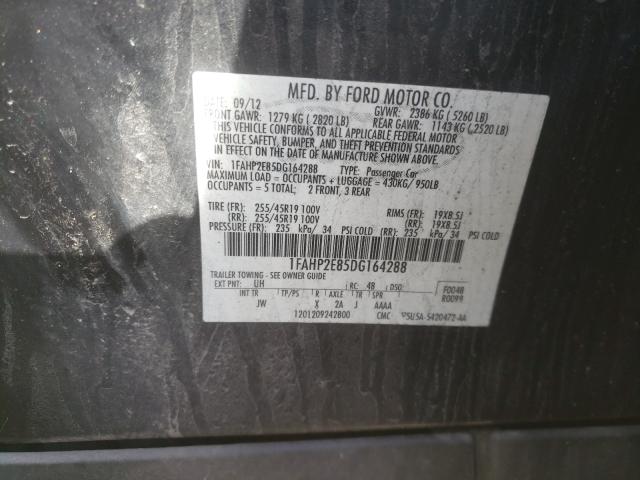 MFD. BY FORD MOTOR CO.
DATE: 09/12 GVWR: 2386 KG ( 5260 LB)
FRONT GAWR: 1279 KG ( 2820 LB) REAR GAWR: 1143 KG ( 2520 LB)
THIS VEHICLE CONFORMS TO ALL APPLICABLE FEDERAL MOTOR
VEHICLE SAFETY, BUMPER, AND THEFT PREVENTION STANDARDS
IN EFFECT ON THE DATE OF MANUFACTURE SHOWN ABOVE.
VIN: 1FAHP2E85DG164288 TYPE: Passenger Car
MAXIMUM LOAD = OCCUPANTS + LUGGAGE = 430KG/ 950LB
OCCUPANTS = 5 TOTAL; 2 FRONT, 3 REAR
TIRE (FR): 255/45R19 100V RIMS (FR): 19X8.5J
(RR): 255/45R19 100V (RR): 19X8.5J
PRESSURE (FR): 235 kPa/ 34 PSI COLD (RR): 235 kPa/ 34 PSI COLD
1FAHP2E85DG164288
TRAILER TOWING - SEE OWNER GUIDE
EXT PNT: UH RC: 48 DSO: F0048
R0099
INT TR TP/PS R AXLE TR SPR
JW X 2A J AAAA
1201209242800 CMC 5U5A-5420472-AA